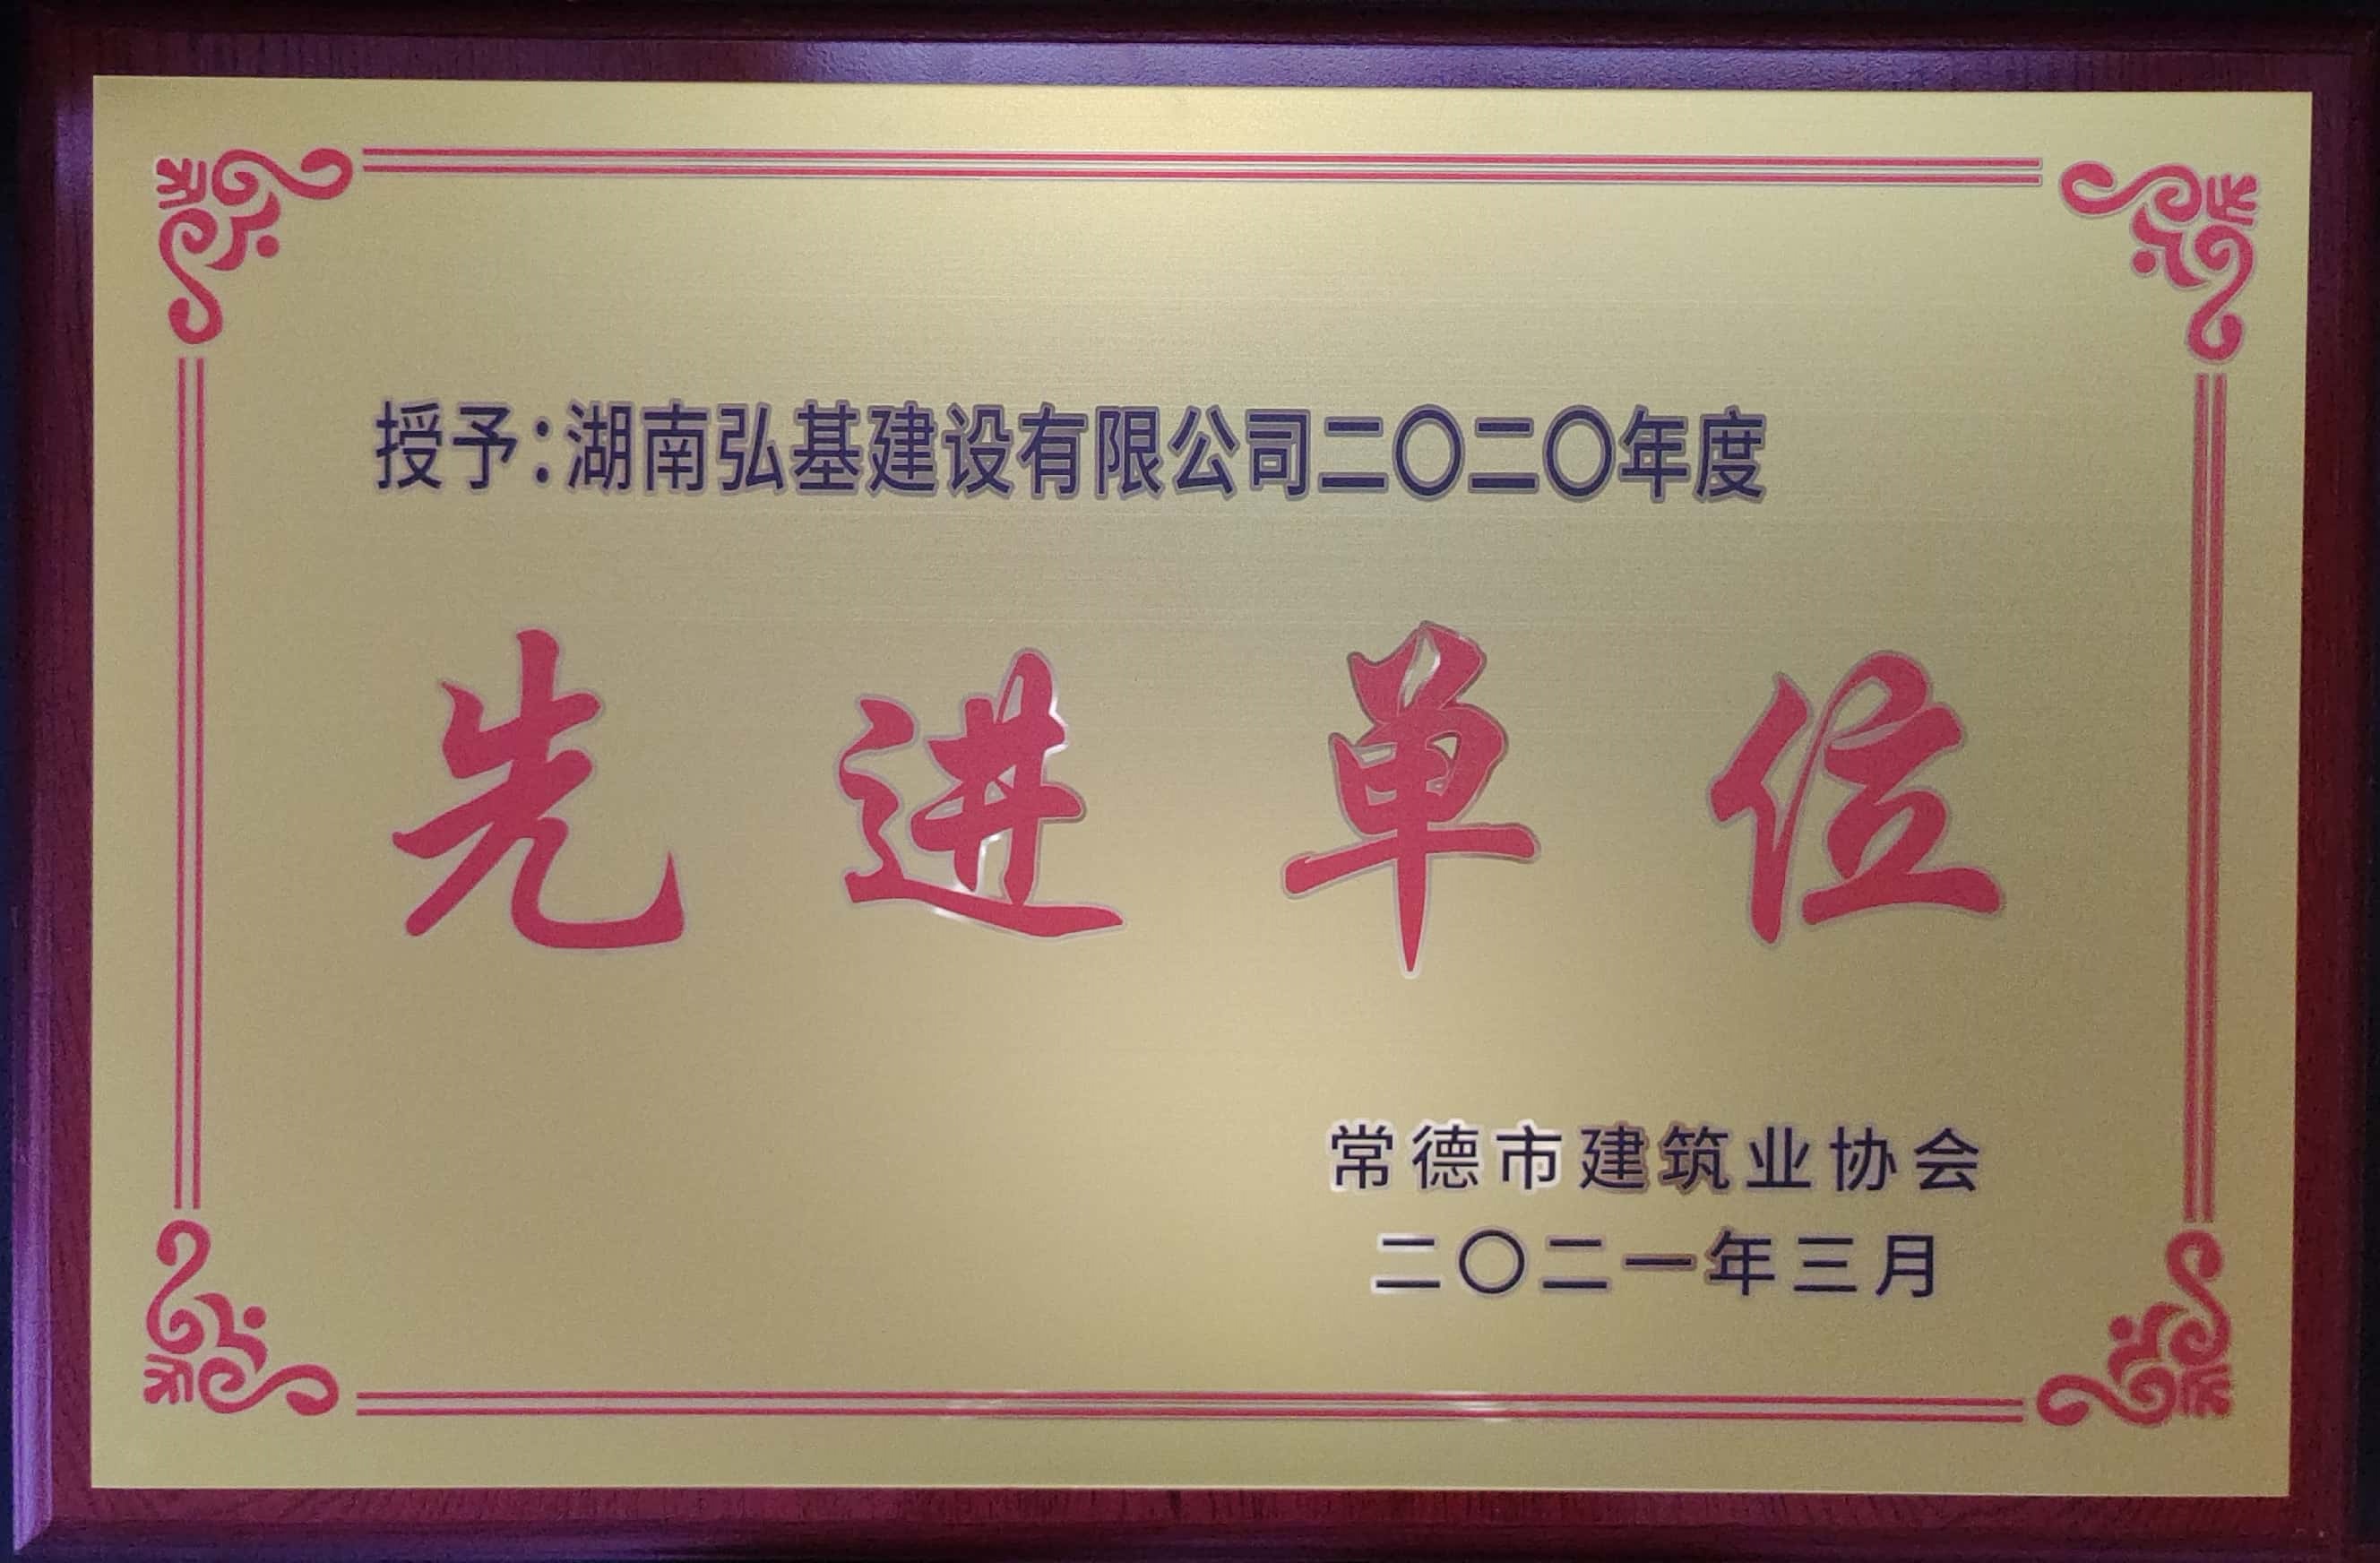 授予：湖南弘基建设有限公司二〇二〇年度
先进单位
常德市建筑业协会
二〇二一年三月